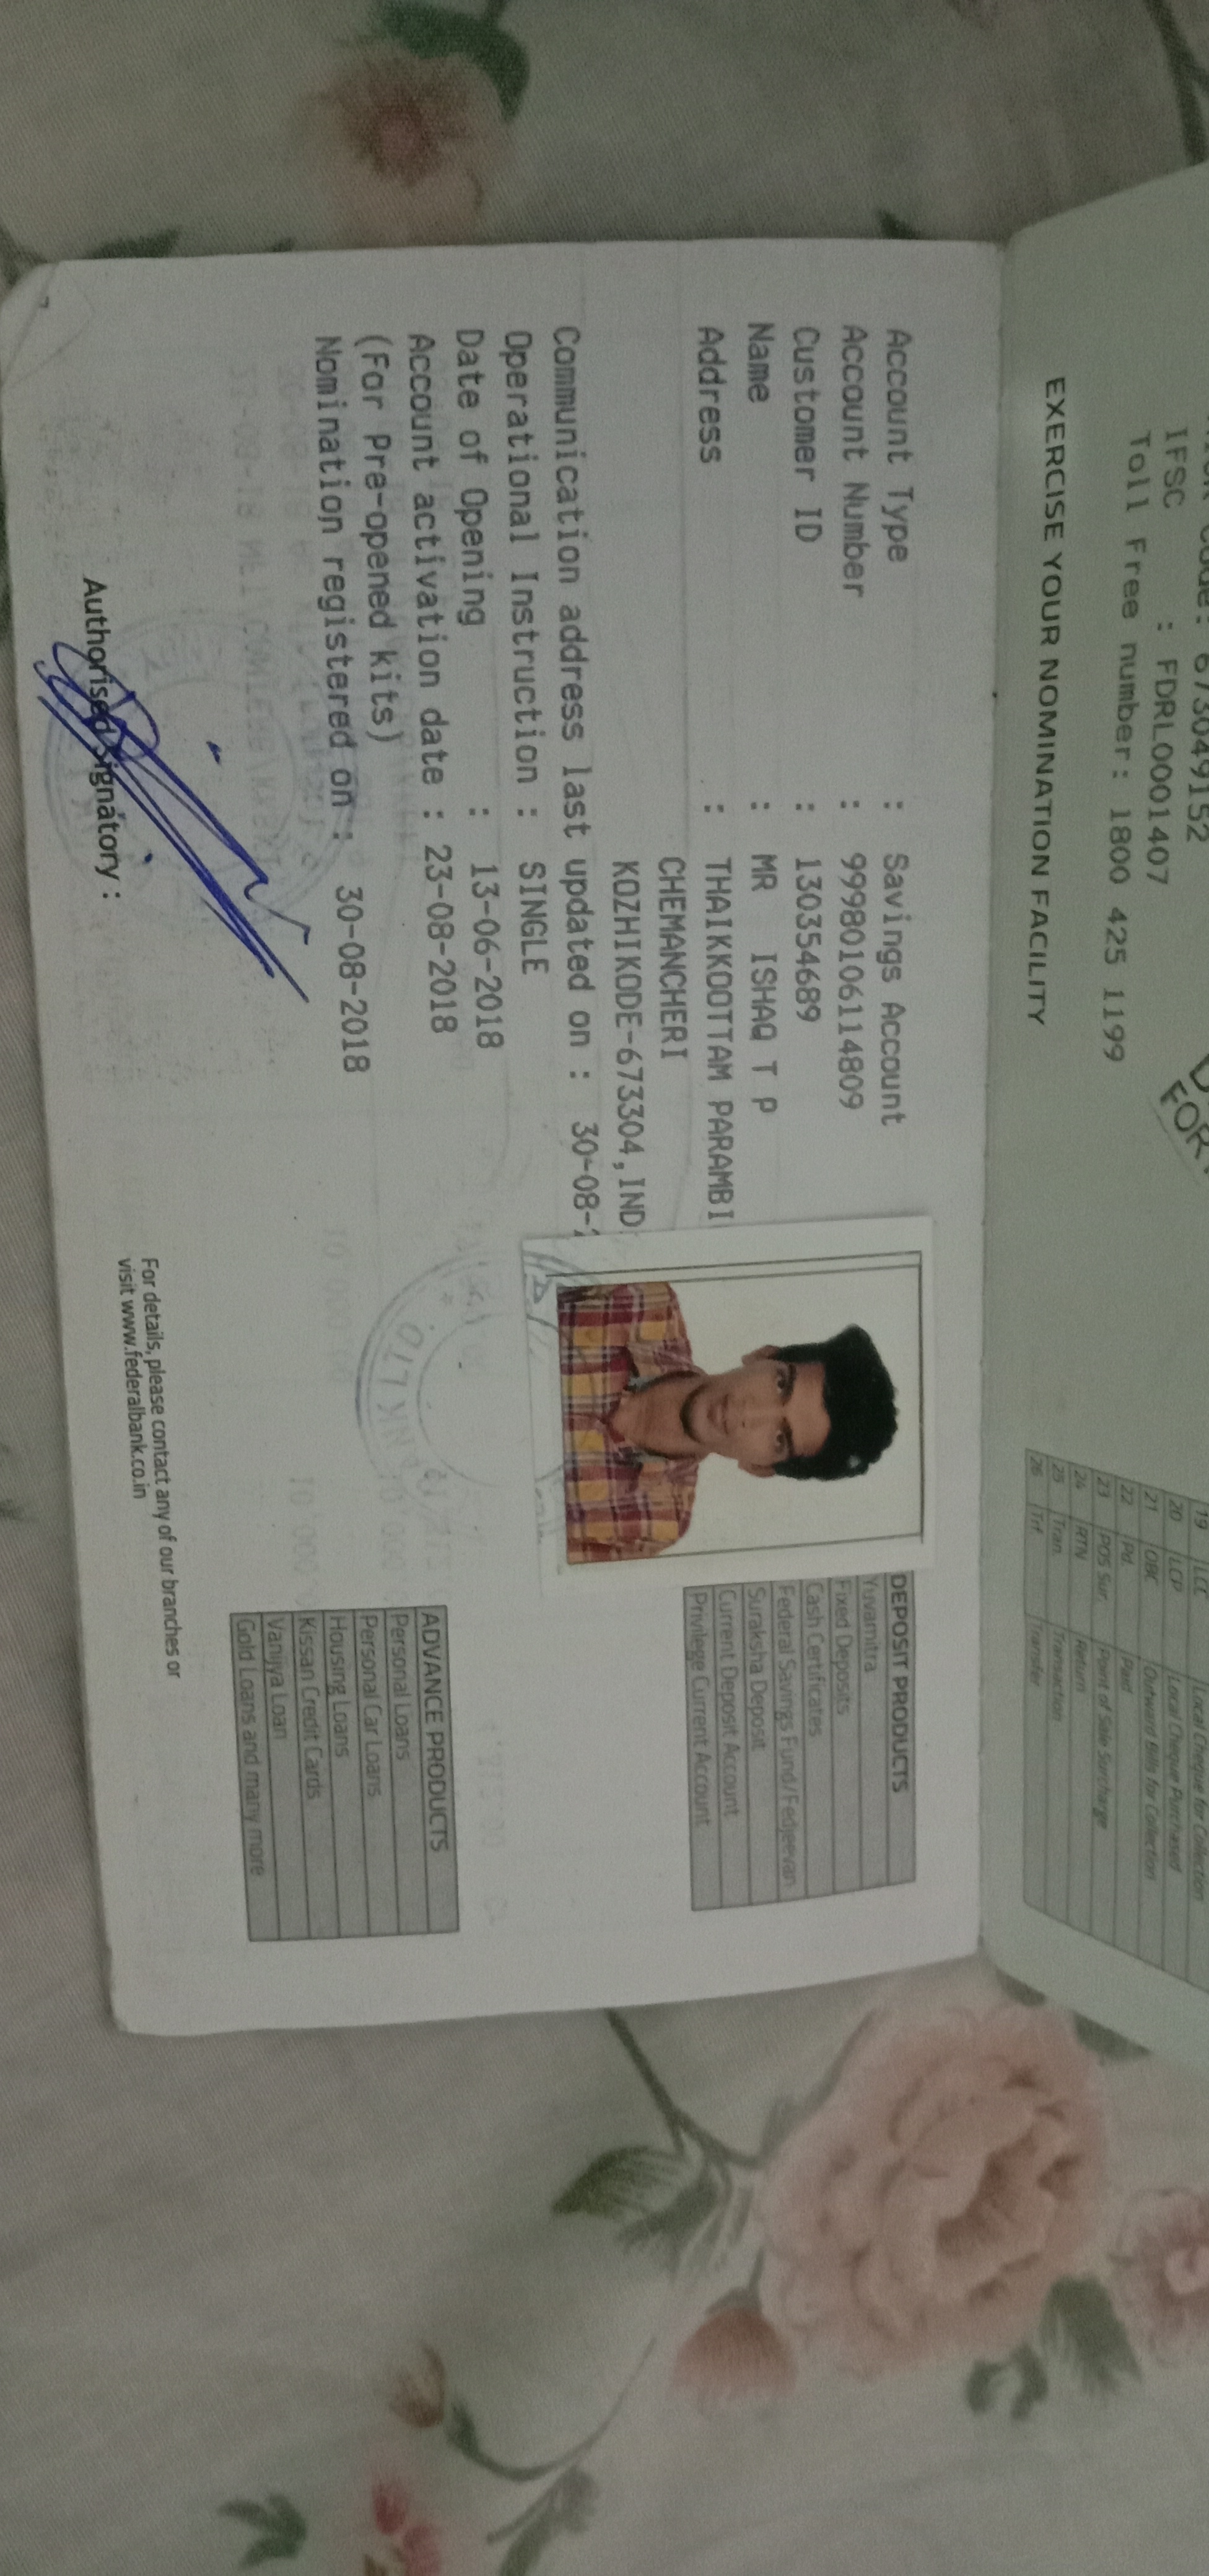 Code: 673049152
IFSC : FDRL0001407
Toll Free number: 1800 425 1199
EXERCISE YOUR NOMINATION FACILITY
FOR
19 LCC Local Cheque for Collection
20 LCP Local Cheque Purchased
21 OBC Outward Bills for Collection
22 Pd. Paid
23 POS Sur. Point of Sale Surcharge
24 RTN Return
25 Tran. Transaction
26 Trf Transfer
Account Type : Savings Account
Account Number : 99980106114809
Customer ID : 130354689
Name : MR ISHAQ T P
Address : THAIKKOOTTAM PARAMBI
CHEMANCHERI
KOZHIKODE-673304,IND
Communication address last updated on : 30-08-
Operational Instruction : SINGLE
Date of Opening : 13-06-2018
Account activation date : 23-08-2018
(For Pre-opened kits)
Nomination registered on : 30-08-2018
Authorised Signatory :
DEPOSIT PRODUCTS
Yuvamitra
Fixed Deposits
Cash Certificates
Federal Savings Fund/Fedjeevan
Suraksha Deposit
Current Deposit Account
Privilege Current Account
ADVANCE PRODUCTS
Personal Loans
Personal Car Loans
Housing Loans
Kissan Credit Cards
Vanijya Loan
Gold Loans and many more
For details, please contact any of our branches or
visit www.federalbank.co.in